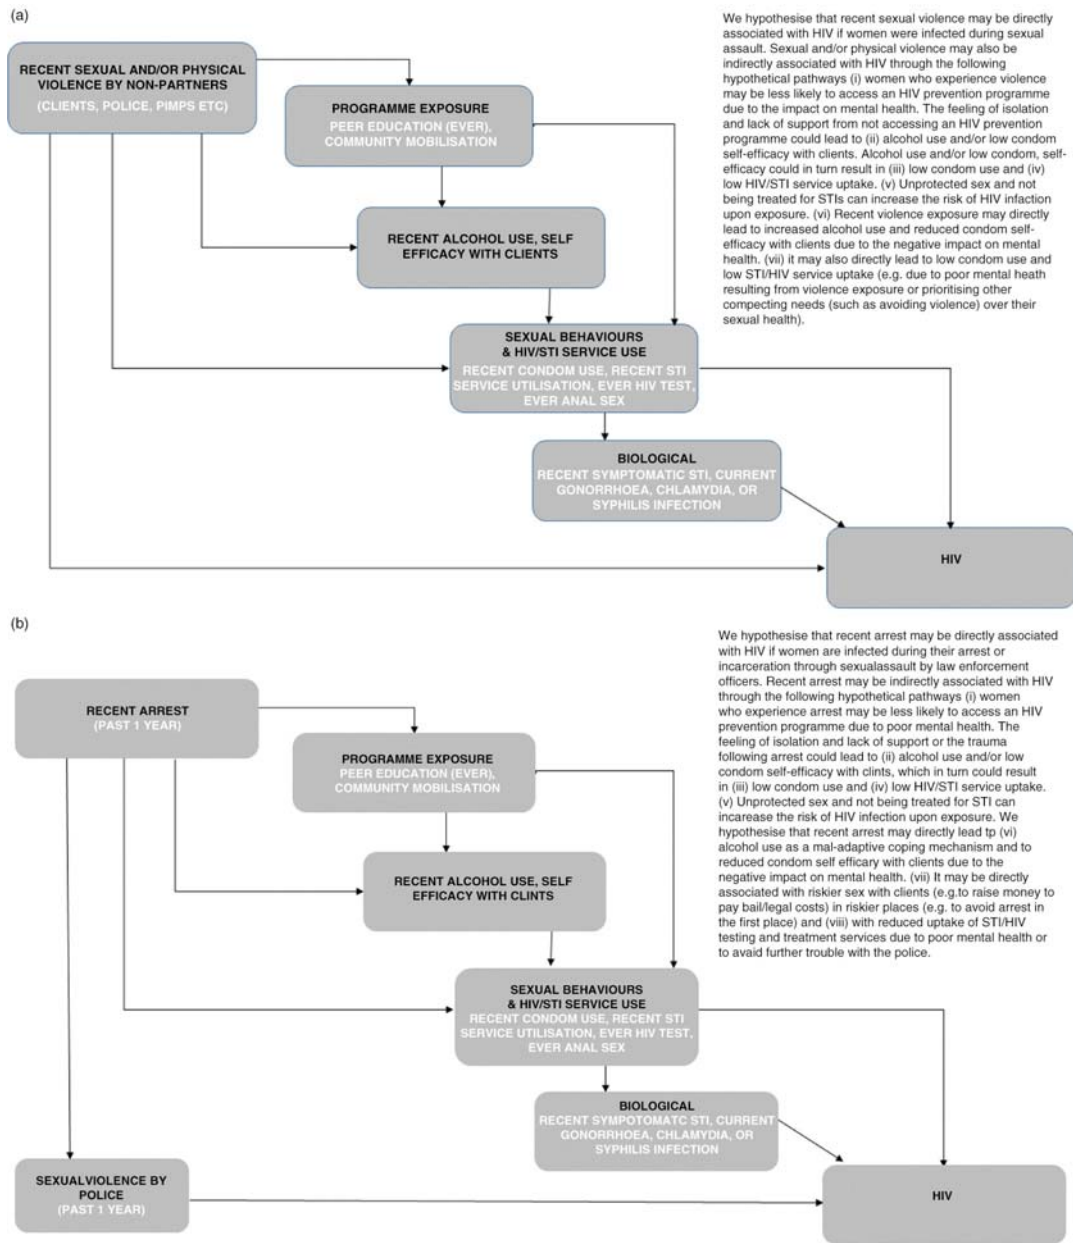 (a)
RECENT SEXUAL AND/OR PHYSICAL
VIOLENCE BY NON-PARTNERS
(CLIENTS, POLICE, PIMPS ETC)
PROGRAMME EXPOSURE
PEER EDUCATION (EVER),
COMMUNITY MOBILISATION
RECENT ALCOHOL USE, SELF
EFFICACY WITH CLIENTS
SEXUAL BEHAVIOURS
& HIV/STI SERVICE USE
RECENT CONDOM USE, RECENT STI
SERVICE UTILISATION, EVER HIV TEST,
EVER ANAL SEX
BIOLOGICAL
RECENT SYMPTOMATIC STI, CURRENT
GONORRHOEA, CHLAMYDIA, OR
SYPHILIS INFECTION
HIV
We hypothesise that recent sexual violence may be directly
associated with HIV if women were infected during sexual
assault. Sexual and/or physical violence may also be
indirectly associated with HIV through the following
hypothetical pathways (i) women who experience violence
may be less likely to access an HIV prevention programme
due to the impact on mental health. The feeling of isolation
and lack of support from not accessing an HIV prevention
programme could lead to (ii) alcohol use and/or low condom
self-efficacy with clients. Alcohol use and/or low condom, self-
efficacy could in turn result in (iii) low condom use and (iv)
low HIV/STI service uptake. (v) Unprotected sex and not
being treated for STIs can increase the risk of HIV infaction
upon exposure. (vi) Recent violence exposure may directly
lead to increased alcohol use and reduced condom self-
efficacy with clients due to the negative impact on mental
health. (vii) it may also directly lead to low condom use and
low STI/HIV service uptake (e.g. due to poor mental heath
resulting from violence exposure or prioritising other
compecting needs (such as avoiding violence) over their
sexual health).
(b)
RECENT ARREST
(PAST 1 YEAR)
PROGRAMME EXPOSURE
PEER EDUCATION (EVER),
COMMUNITY MOBILISATION
RECENT ALCOHOL USE, SELF
EFFICACY WITH CLINTS
SEXUAL BEHAVIOURS
& HIV/STI SERVICE USE
RECENT CONDOM USE, RECENT STI
SERVICE UTILISATION, EVER HIV TEST,
EVER ANAL SEX
BIOLOGICAL
RECENT SYMPOTOMATC STI, CURRENT
GONORRHOEA, CHLAMYDIA, OR
SYPHILIS INFECTION
SEXUALVIOLENCE BY
POLICE
(PAST 1 YEAR)
HIV
We hypothesise that recent arrest may be directly associated
with HIV if women are infected during their arrest or
incarceration through sexualassault by law enforcement
officers. Recent arrest may be indirectly associated with HIV
through the following hypothetical pathways (i) women
who experience arrest may be less likely to access an HIV
prevention programme due to poor mental health. The
feeling of isolation and lack of support or the trauma
following arrest could lead to (ii) alcohol use and/or low
condom self-efficacy with clints, which in turn could result
in (iii) low condom use and (iv) low HIV/STI service uptake.
(v) Unprotected sex and not being treated for STI can
incarease the risk of HIV infection upon exposure. We
hypothesise that recent arrest may directly lead tp (vi)
alcohol use as a mal-adaptive coping mechanism and to
reduced condom self efficary with clients due to the
negative impact on mental health. (vii) It may be directly
associated with riskier sex with clients (e.g.to raise money to
pay bail/legal costs) in riskier places (e.g. to avoid arrest in
the first place) and (viii) with reduced uptake of STI/HIV
testing and treatment services due to poor mental health or
to avaid further trouble with the police.